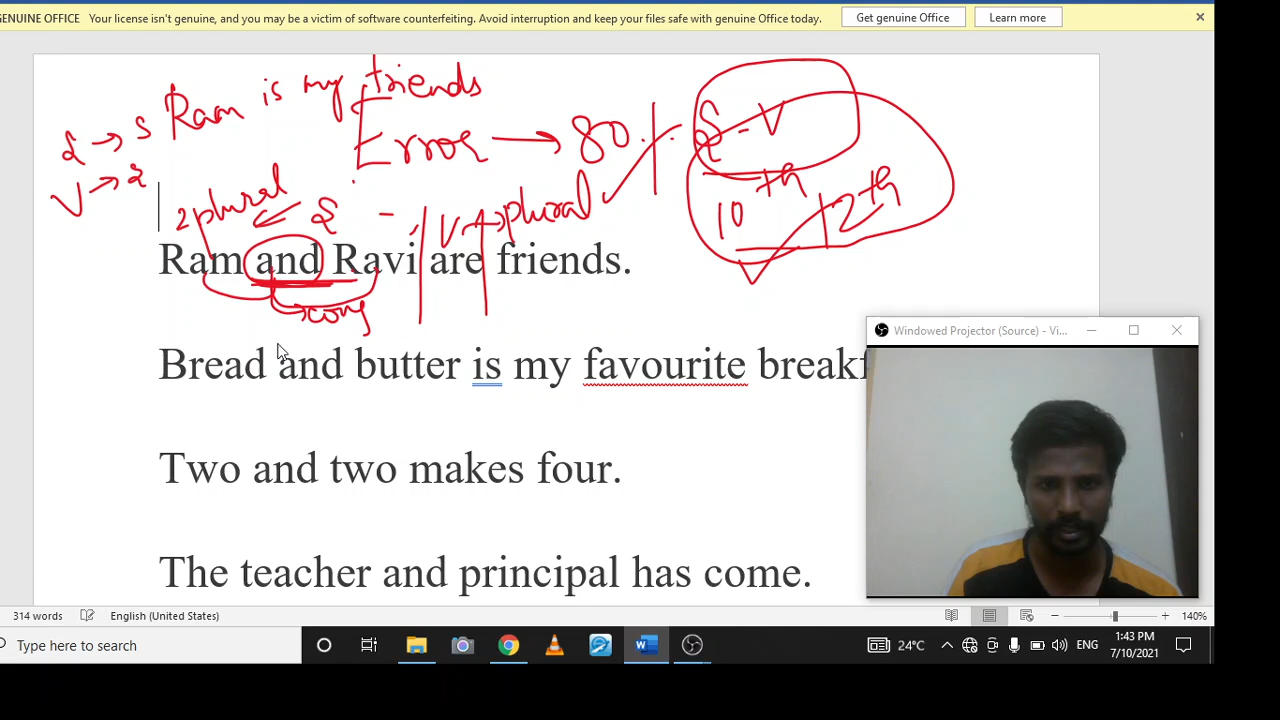 GENUINE OFFICE Your license isn't genuine, and you may be a victim of software counterfeiting. Avoid interruption and keep your files safe with genuine Office today. Get genuine Office Learn more
Ram is my friends
S → s
V → s
Error → 80 % S - V
10th 12th
2 plural S - V → plural
Ram and Ravi are friends.
→ conj
Bread and butter is my favourite breakf
Two and two makes four.
The teacher and principal has come.
Windowed Projector (Source) - Vi...
314 words English (United States) 140%
Type here to search 24°C ENG 1:43 PM
7/10/2021